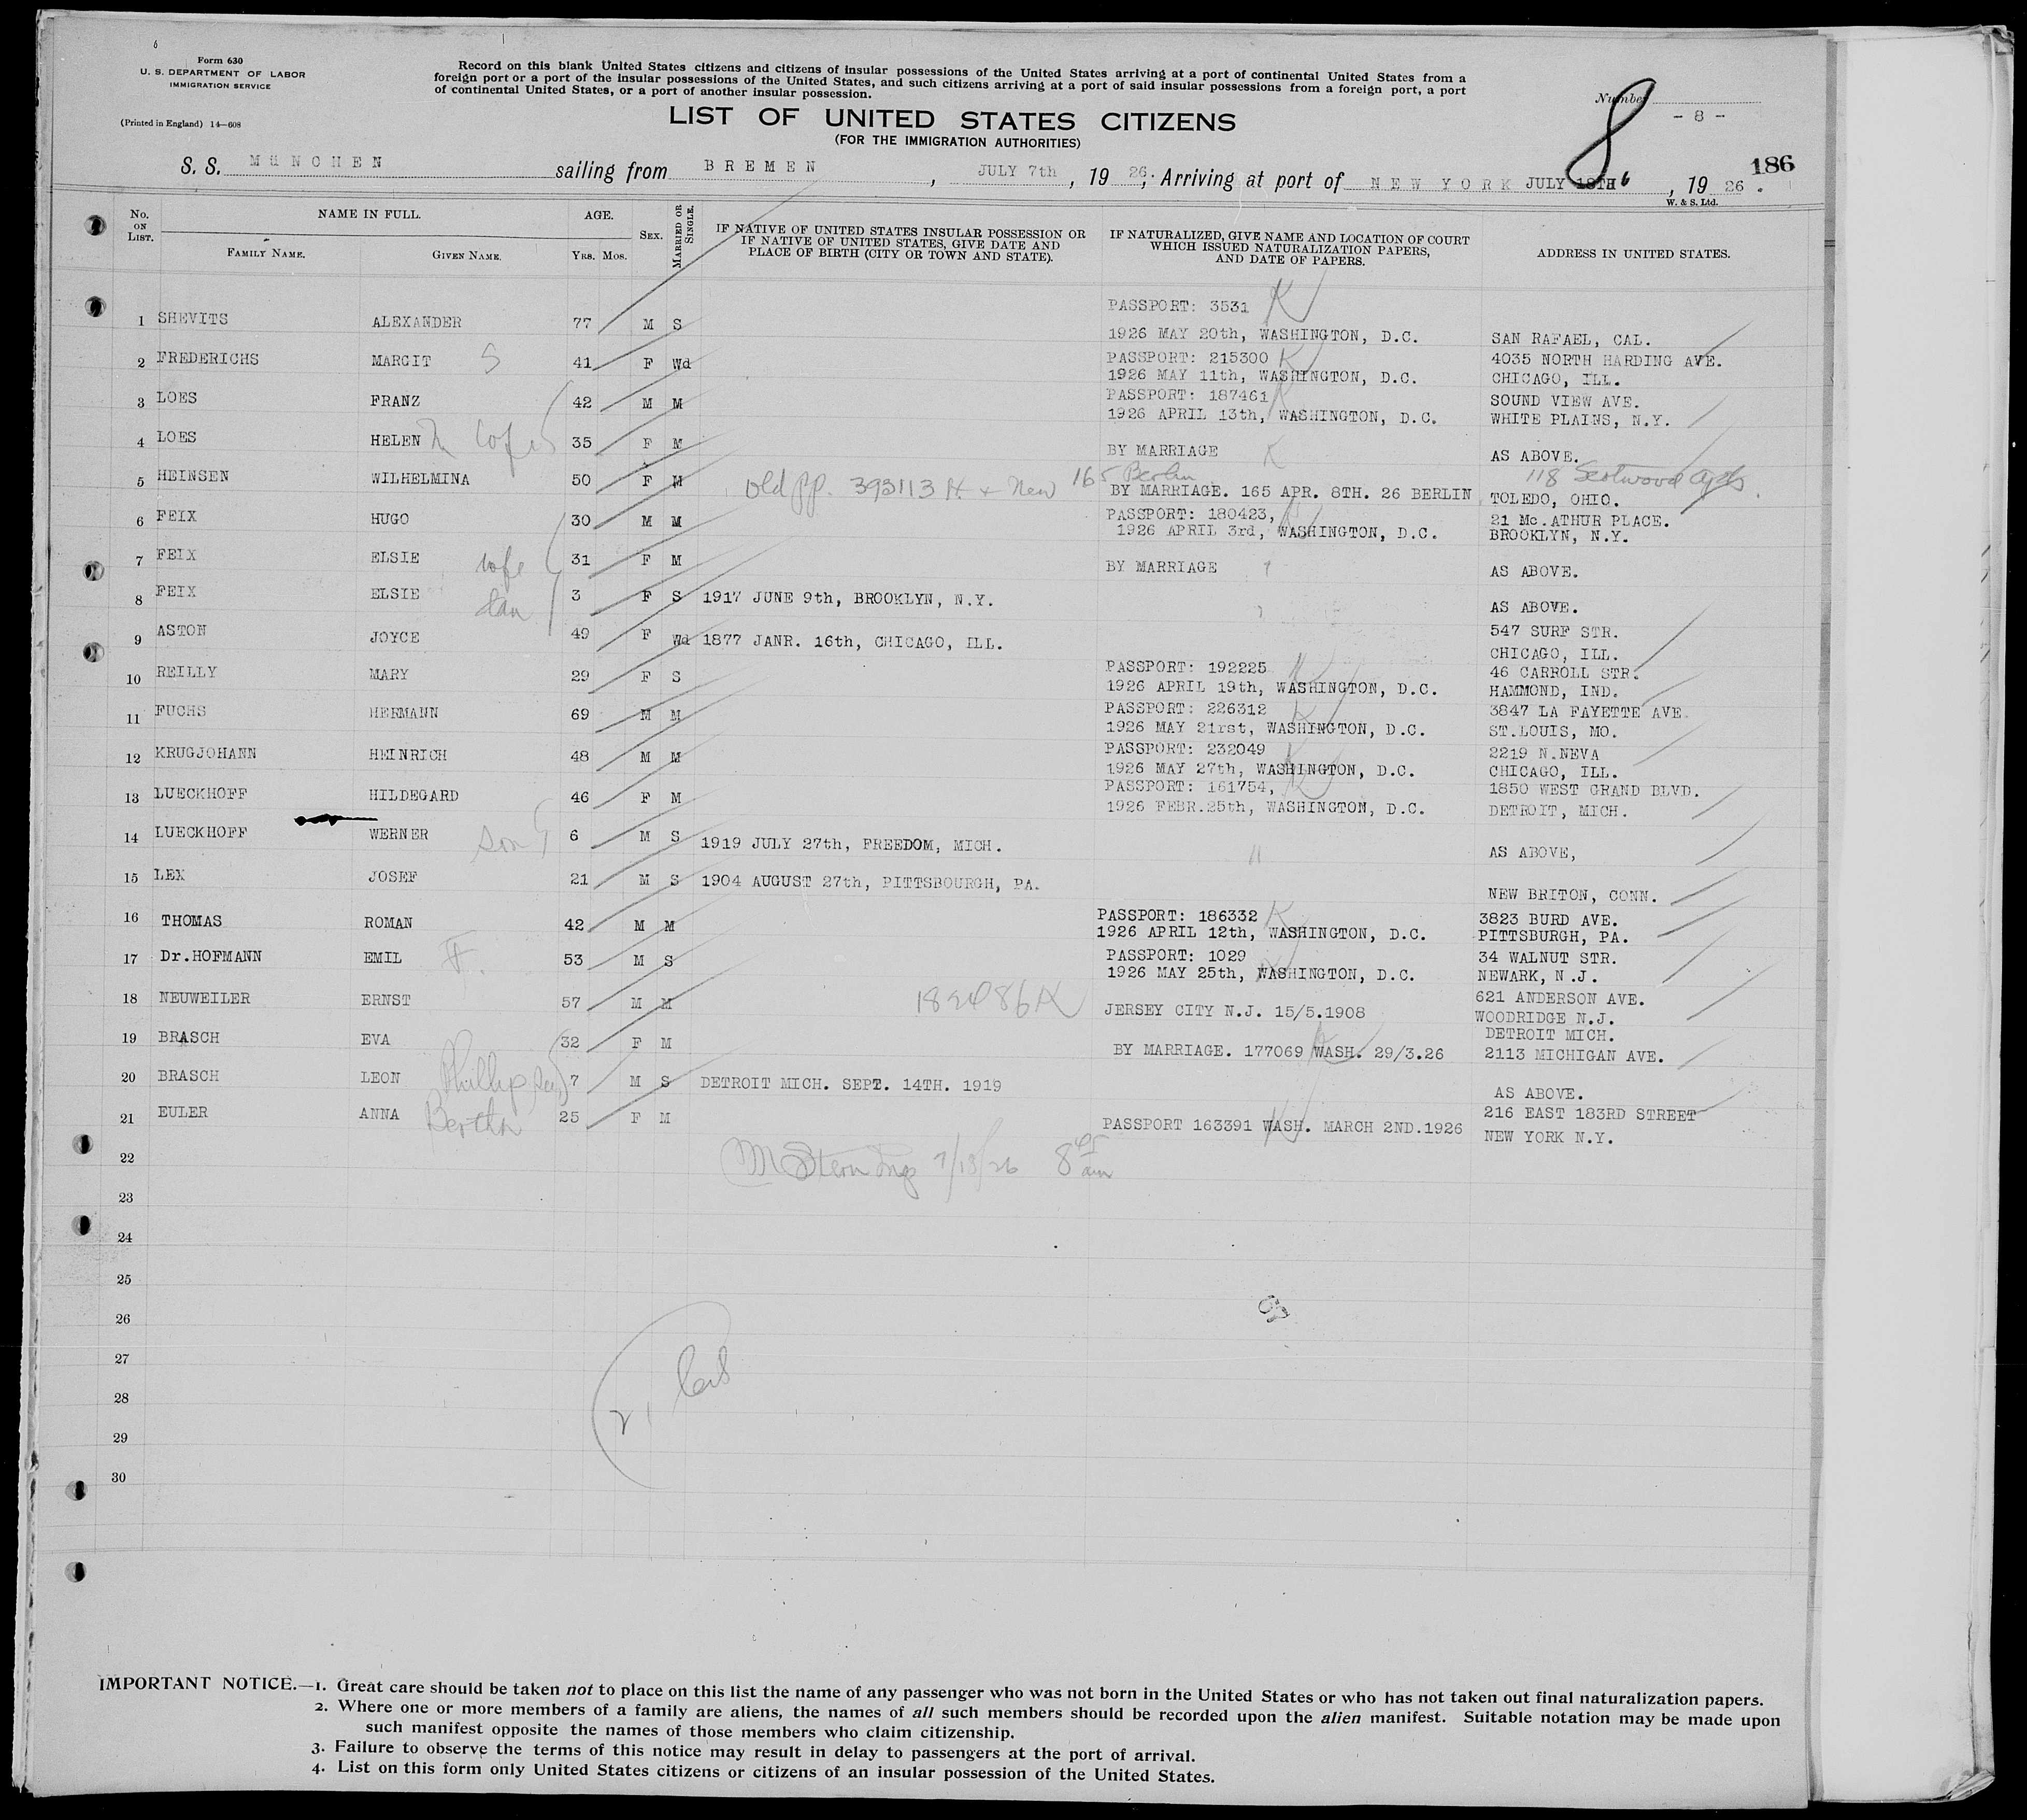 Form 630
U. S. DEPARTMENT OF LABOR
IMMIGRATION SERVICE
(Printed in England) 14—608
Record on this blank United States citizens and citizens of insular possessions of the United States arriving at a port of continental United States from a
foreign port or a port of the insular possessions of the United States, and such citizens arriving at a port of said insular possessions from a foreign port, a port
of continental United States, or a port of another insular possession.
LIST OF UNITED STATES CITIZENS
(FOR THE IMMIGRATION AUTHORITIES)
Number
- 8 -
8
186
S. S. MüNCHEN sailing from BREMEN, JULY 7th, 1926; Arriving at port of NEW YORK JULY 18TH, 1926.
W. & S. Ltd.
No. ON LIST. NAME IN FULL. FAMILY NAME. GIVEN NAME. AGE. YRS. MOS. SEX. MARRIED OR SINGLE. IF NATIVE OF UNITED STATES INSULAR POSSESSION OR IF NATIVE OF UNITED STATES, GIVE DATE AND PLACE OF BIRTH (CITY OR TOWN AND STATE). IF NATURALIZED, GIVE NAME AND LOCATION OF COURT WHICH ISSUED NATURALIZATION PAPERS, AND DATE OF PAPERS. ADDRESS IN UNITED STATES.
PASSPORT: 3531 K
1 SHEVITS ALEXANDER 77 M S 1926 MAY 20th, WASHINGTON, D.C. SAN RAFAEL, CAL.
2 FREDERICHS MARGIT S 41 F Wd PASSPORT: 215300 K 4035 NORTH HARDING AVE.
1926 MAY 11th, WASHINGTON, D.C. CHICAGO, ILL.
3 LOES FRANZ 42 M M PASSPORT: 187461 SOUND VIEW AVE.
1926 APRIL 13th, WASHINGTON, D.C. WHITE PLAINS, N.Y.
4 LOES HELEN wife 35 F M BY MARRIAGE K AS ABOVE.
5 HEINSEN WILHELMINA 50 F M Old pp. 393113 H. + New 165 Berlin 118 Scotwood
BY MARRIAGE. 165 APR. 8TH. 26 BERLIN TOLEDO, OHIO.
6 FEIX HUGO 30 M M PASSPORT: 180423, 21 Mc.ATHUR PLACE.
1926 APRIL 3rd, WASHINGTON, D.C. BROOKLYN, N.Y.
7 FEIX ELSIE wife 31 F M BY MARRIAGE AS ABOVE.
8 FEIX ELSIE dau 3 F S 1917 JUNE 9th, BROOKLYN, N.Y. AS ABOVE.
9 ASTON JOYCE 49 F Wd 1877 JANR. 16th, CHICAGO, ILL. 547 SURF STR.
CHICAGO, ILL.
10 REILLY MARY 29 F S PASSPORT: 192225 46 CARROLL STR.
1926 APRIL 19th, WASHINGTON, D.C. HAMMOND, IND.
11 FUCHS HERMANN 69 M M PASSPORT: 226312 3847 LA FAYETTE AVE.
1926 MAY 21rst, WASHINGTON, D.C. ST.LOUIS, MO.
12 KRUGJOHANN HEINRICH 48 M M PASSPORT: 232049 2219 N.NEVA
1926 MAY 27th, WASHINGTON, D.C. CHICAGO, ILL.
13 LUECKHOFF HILDEGARD 46 F M PASSPORT: 161754, 1850 WEST GRAND BLVD.
1926 FEBR.25th, WASHINGTON, D.C. DETROIT, MICH.
14 LUECKHOFF WERNER son 6 M S 1919 JULY 27th, FREEDOM, MICH. AS ABOVE,
15 LEX JOSEF 21 M S 1904 AUGUST 27th, PITTSBOURGH, PA. NEW BRITON, CONN.
16 THOMAS ROMAN 42 M M PASSPORT: 186332 K 3823 BURD AVE.
1926 APRIL 12th, WASHINGTON, D.C. PITTSBURGH, PA.
17 Dr.HOFMANN EMIL F. 53 M S PASSPORT: 1029 34 WALNUT STR.
1926 MAY 25th, WASHINGTON, D.C. NEWARK, N.J.
18 NEUWEILER ERNST 57 M M 182486 K JERSEY CITY N.J. 15/5.1908 621 ANDERSON AVE.
WOODRIDGE N.J.
19 BRASCH EVA 32 F M BY MARRIAGE. 177069 WASH. 29/3.26 DETROIT MICH.
2113 MICHIGAN AVE.
20 BRASCH LEON Phillip 7 M S DETROIT MICH. SEPT. 14TH. 1919 AS ABOVE.
21 EULER ANNA Bertha 25 F M PASSPORT 163391 WASH. MARCH 2ND.1926 216 EAST 183RD STREET
NEW YORK N.Y.
22 M Stern Insp 7/18/26 8 45 am
23
24
25
26
27
28 21
29
30
IMPORTANT NOTICE.—1. Great care should be taken not to place on this list the name of any passenger who was not born in the United States or who has not taken out final naturalization papers.
2. Where one or more members of a family are aliens, the names of all such members should be recorded upon the alien manifest. Suitable notation may be made upon
such manifest opposite the names of those members who claim citizenship.
3. Failure to observe the terms of this notice may result in delay to passengers at the port of arrival.
4. List on this form only United States citizens or citizens of an insular possession of the United States.